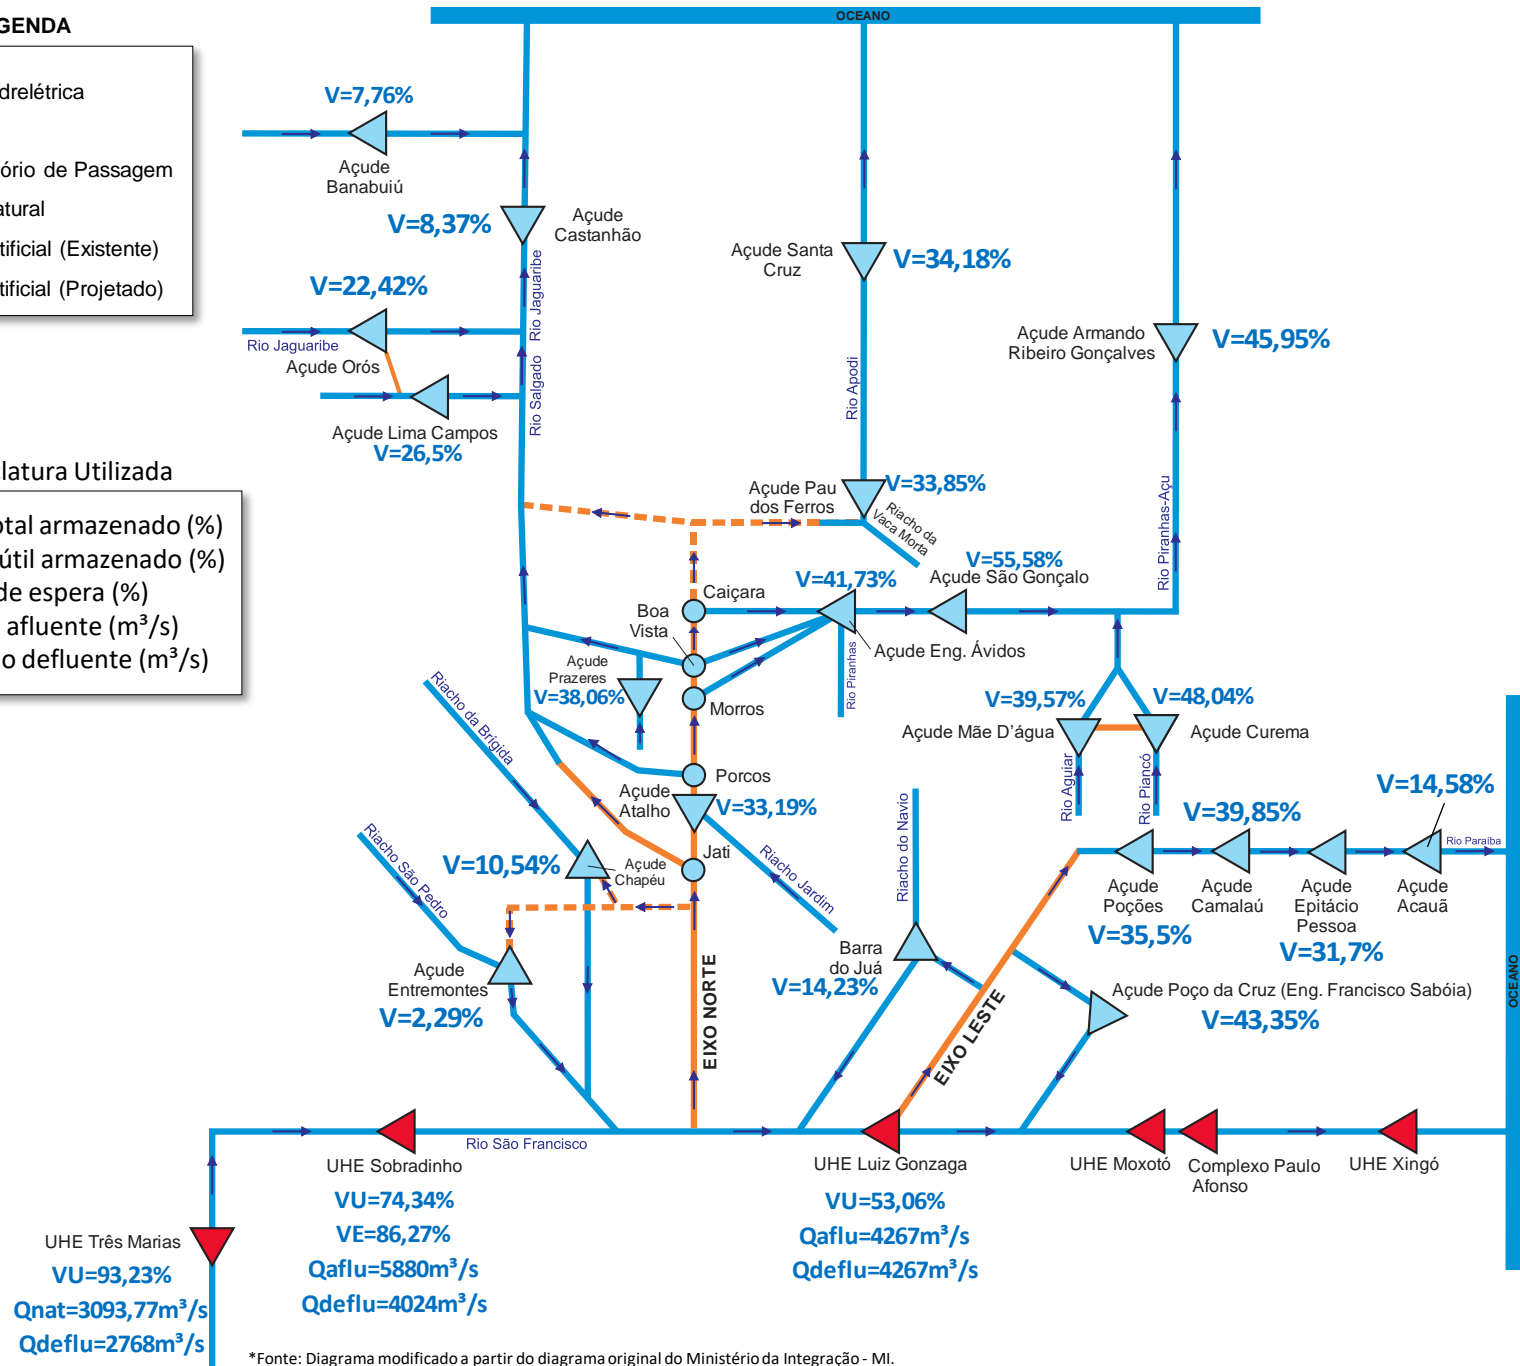 GENDA
drelétrica
ório de Passagem
atural
tificial (Existente)
tificial (Projetado)
clatura Utilizada
otal armazenado (%)
útil armazenado (%)
de espera (%)
afluente (m³/s)
o defluente (m³/s)
OCEANO
V=7,76%
Açude
Banabuiú
V=8,37%
Açude
Castanhão
V=22,42%
Rio Jaguaribe
Açude Orós
Açude Lima Campos
V=26,5%
Rio Jaguaribe
Rio Salgado
Açude Santa
Cruz
V=34,18%
Rio Apodi
Açude Armando
Ribeiro Gonçalves
V=45,95%
Rio Piranhas-Açu
Açude Pau
dos Ferros
V=33,85%
Riacho da
Vaca Morta
V=55,58%
Açude São Gonçalo
V=41,73%
Açude Eng. Ávidos
Rio Piranhas
Caiçara
Boa
Vista
Morros
Açude
Prazeres
V=38,06%
Porcos
Açude
Atalho
V=33,19%
Jati
Riacho Jardim
Riacho da Brígida
Riacho São Pedro
V=10,54%
Açude
Chapéu
Açude
Entremontes
V=2,29%
EIXO NORTE
V=39,57%
Açude Mãe D'água
Rio Aguiar
V=48,04%
Açude Curema
Rio Piancó
V=14,58%
V=39,85%
Rio Paraíba
Açude
Poções
V=35,5%
Açude
Camalaú
Açude
Epitácio
Pessoa
V=31,7%
Açude
Acauã
Riacho do Navio
Barra
do Juá
V=14,23%
EIXO LESTE
Açude Poço da Cruz (Eng. Francisco Sabóia)
V=43,35%
OCEANO
Rio São Francisco
UHE Sobradinho
VU=74,34%
VE=86,27%
Qaflu=5880m³/s
Qdeflu=4024m³/s
UHE Luiz Gonzaga
VU=53,06%
Qaflu=4267m³/s
Qdeflu=4267m³/s
UHE Moxotó
Complexo Paulo
Afonso
UHE Xingó
UHE Três Marias
VU=93,23%
Qnat=3093,77m³/s
Qdeflu=2768m³/s
*Fonte: Diagrama modificado a partir do diagrama original do Ministério da Integração - MI.